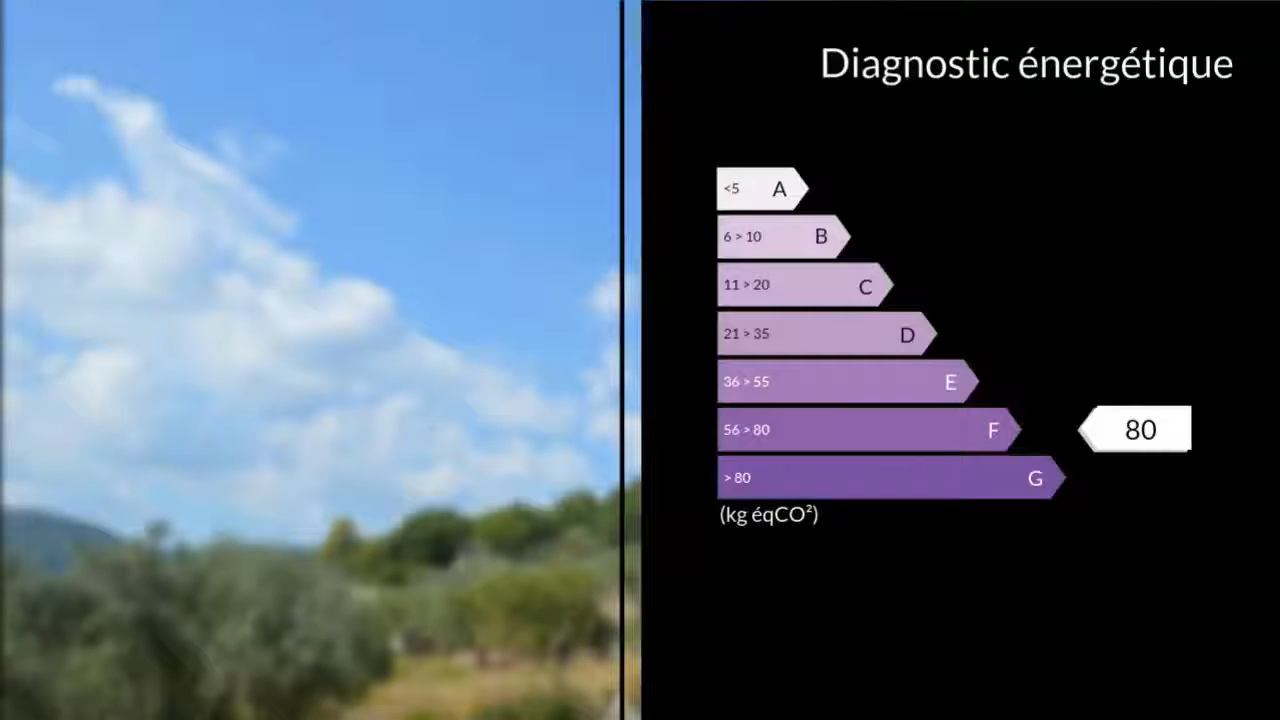 Diagnostic énergétique
<5 A
6 > 10 B
11 > 20 C
21 > 35 D
36 > 55 E
56 > 80 F 80
> 80 G
(kg éqCO²)